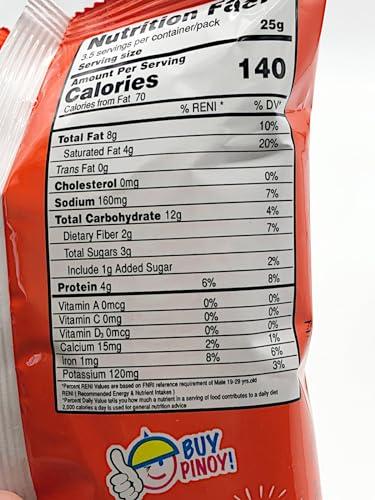 Nutrition Fac
3.5 servings per container/pack
Serving size 25g
Amount Per Serving
Calories 140
Calories from Fat 70
% RENI * % DV*
Total Fat 8g 10%
Saturated Fat 4g 20%
Trans Fat 0g
Cholesterol 0mg 0%
Sodium 160mg 7%
Total Carbohydrate 12g 4%
Dietary Fiber 2g 7%
Total Sugars 3g
Include 1g Added Sugar 2%
Protein 4g 6% 8%
Vitamin A 0mcg 0% 0%
Vitamin C 0mg 0% 0%
Vitamin D₃ 0mcg 0% 0%
Calcium 15mg 2% 1%
Iron 1mg 8% 6%
Potassium 120mg 3%
*Percent RENI Values are based on FNRI reference requirement of Male 19-29 yrs.old
RENI ( Recommended Energy & Nutrient Intakes )
*Percent Daily Value tells you how much a nutrient in a serving of food contributes to a daily diet
2,000 calories a day is used for general nutrition advice
BUY
PINOY!